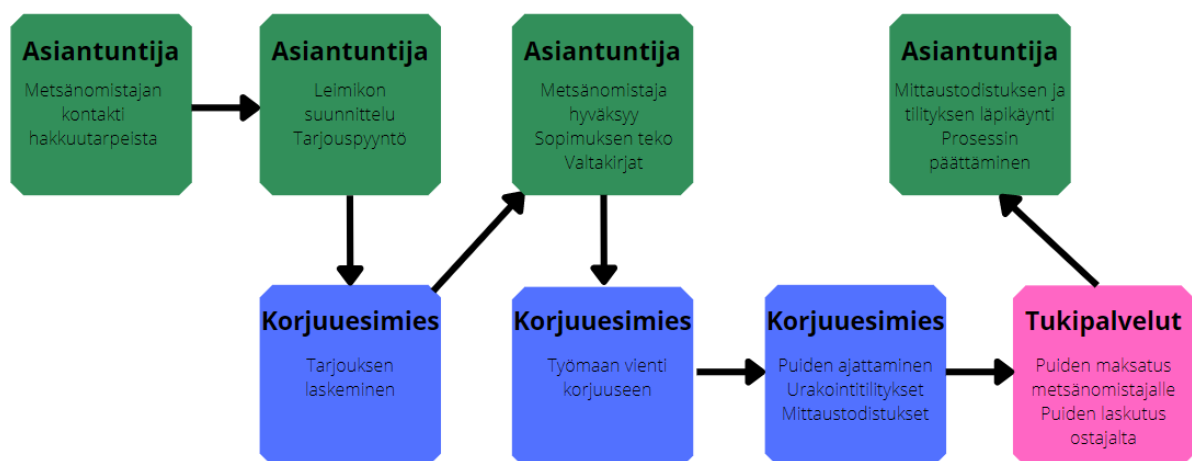 Asiantuntija
Metsänomistajan
kontakti
hakkuutarpeista
Asiantuntija
Leimikon
suunnittelu
Tarjouspyyntö
Asiantuntija
Metsänomistaja
hyväksyy
Sopimuksen teko
Valtakirjat
Asiantuntija
Mittaustodistuksen ja
tilityksen läpikäynti
Prosessin
päättäminen
Korjuuesimies
Tarjouksen
laskeminen
Korjuuesimies
Työmaan vienti
korjuuseen
Korjuuesimies
Puiden ajattaminen
Urakointitilitykset
Mittaustodistukset
Tukipalvelut
Puiden maksatus
metsänomistajalle
Puiden laskutus
ostajalta